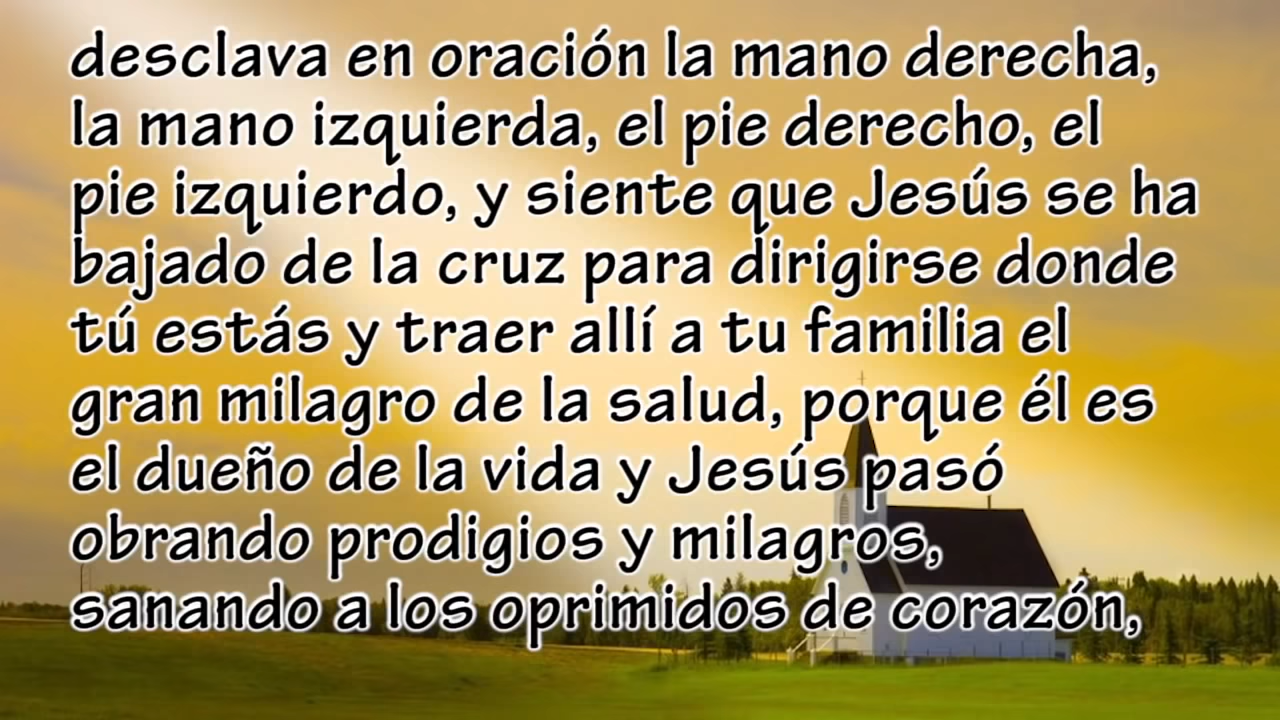 desclava en oración la mano derecha,
la mano izquierda, el pie derecho, el
pie izquierdo, y siente que Jesús se ha
bajado de la cruz para dirigirse donde
tú estás y traer allí a tu familia el
gran milagro de la salud, porque él es
el dueño de la vida y Jesús pasó
obrando prodigios y milagros,
sanando a los oprimidos de corazón,